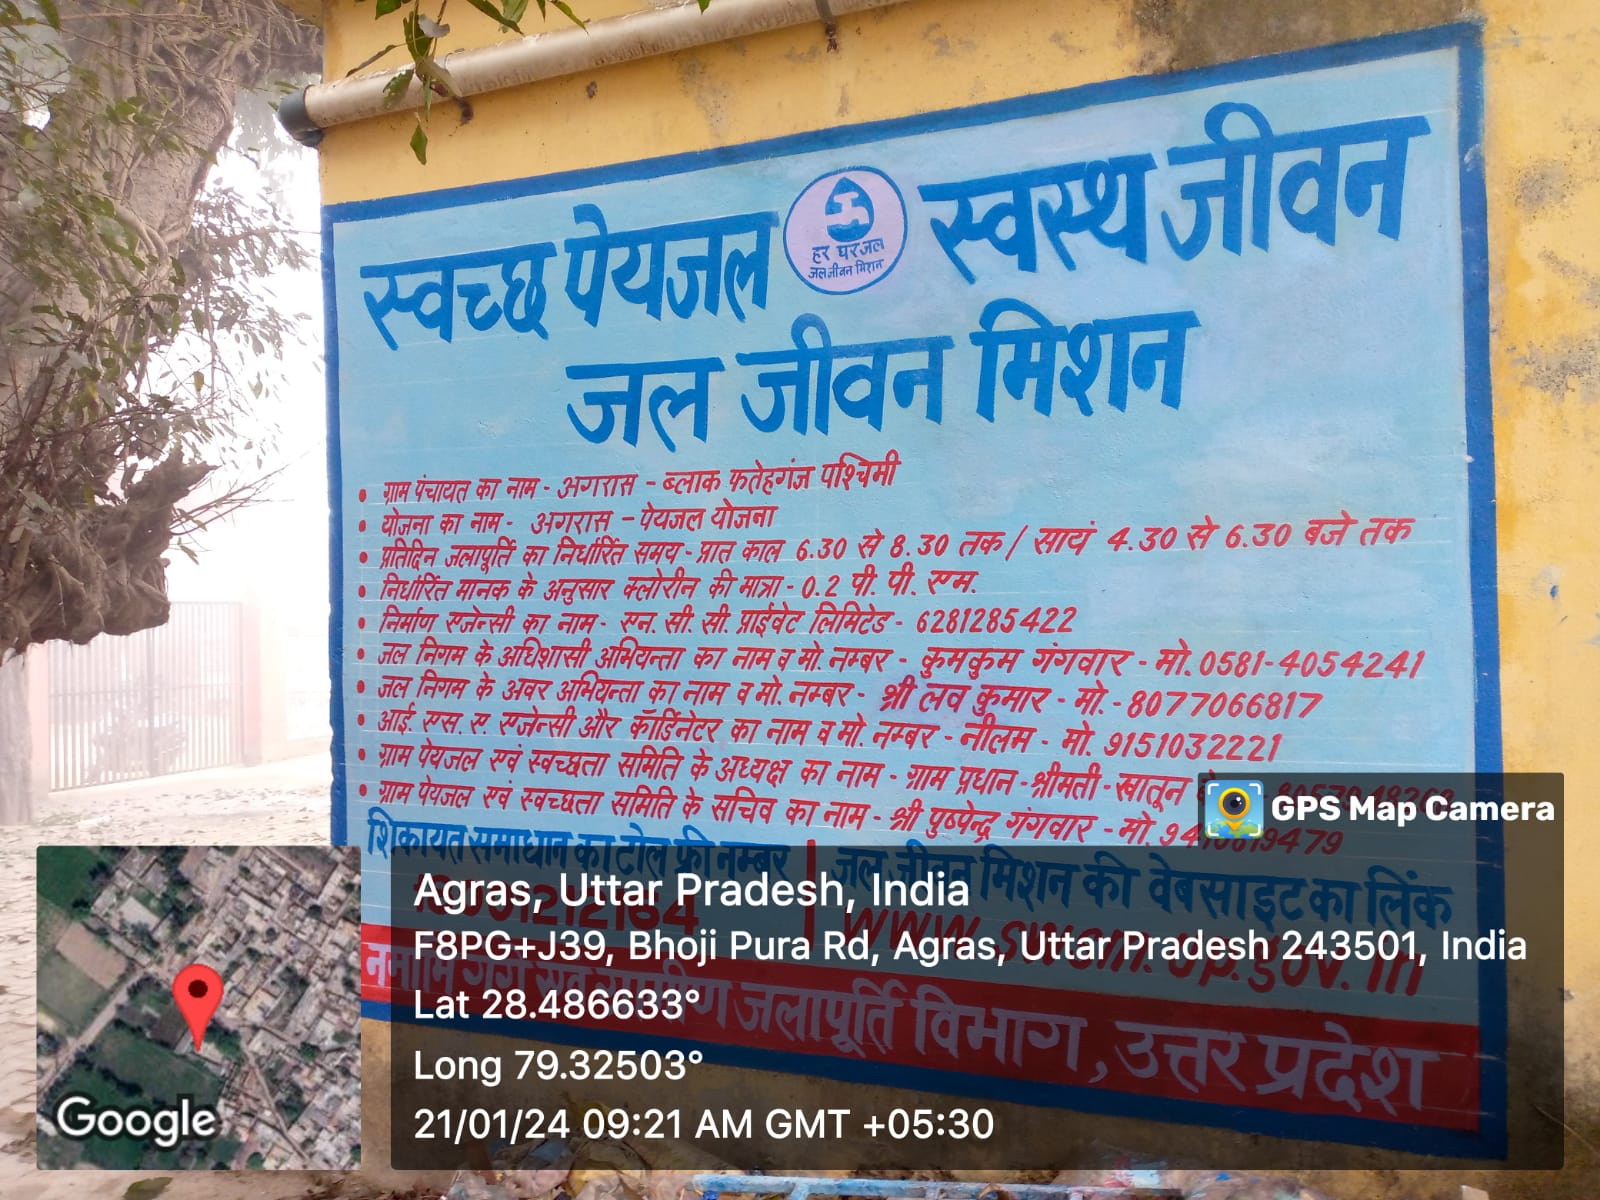 स्वच्छ पेयजल
हर घर जल
जल जीवन मिशन
स्वस्थ जीवन
जल जीवन मिशन
• ग्राम पंचायत का नाम - अगरास - ब्लाक फतेहगंज पश्चिमी
• योजना का नाम - अगरास - पेयजल योजना
• प्रतिदिन जलापूर्ति का निर्धारित समय - प्रात काल 6.30 से 8.30 तक / सायं 4.30 से 6.30 बजे तक
• निर्धारित मानक के अनुसार क्लोरीन की मात्रा - 0.2 पी. पी. एम.
• निर्माण एजेन्सी का नाम - एन. सी. सी. प्राईवेट लिमिटेड - 6281285422
• जल निगम के अधिशासी अभियन्ता का नाम व मो. नम्बर - कुमकुम गंगवार - मो. 0581-4054241
• जल निगम के अवर अभियन्ता का नाम व मो. नम्बर - श्री लव कुमार - मो. - 8077066817
• आई. एस. ए. एजेन्सी और कॉर्डिनेटर का नाम व मो. नम्बर - नीलम - मो. 9151032221
• ग्राम पेयजल एवं स्वच्छता समिति के अध्यक्ष का नाम - ग्राम प्रधान - श्रीमती - खातून
• ग्राम पेयजल एवं स्वच्छता समिति के सचिव का नाम - श्री पुष्पेन्द्र गंगवार - मो.
शिकायत समाधान का टोल फ्री नम्बर
जल जीवन मिशन की वेबसाइट का लिंक
www.swsm.up.gov.in
नमामि गंगे एवं ग्रामीण जलापूर्ति विभाग, उत्तर प्रदेश
GPS Map Camera
Agras, Uttar Pradesh, India
F8PG+J39, Bhoji Pura Rd, Agras, Uttar Pradesh 243501, India
Lat 28.486633°
Long 79.32503°
21/01/24 09:21 AM GMT +05:30
Google